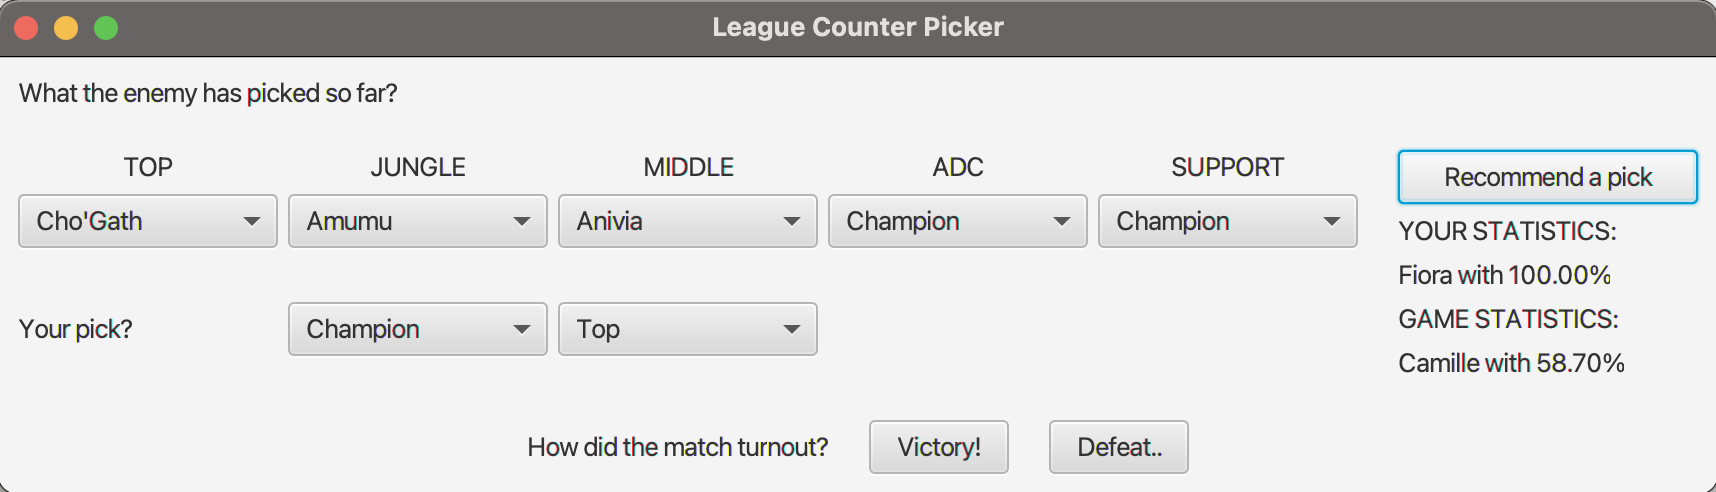 League Counter Picker
What the enemy has picked so far?
TOP JUNGLE MIDDLE ADC SUPPORT
Cho'Gath Amumu Anivia Champion Champion
Recommend a pick
YOUR STATISTICS:
Fiora with 100.00%
GAME STATISTICS:
Camille with 58.70%
Your pick? Champion Top
How did the match turnout? Victory! Defeat..